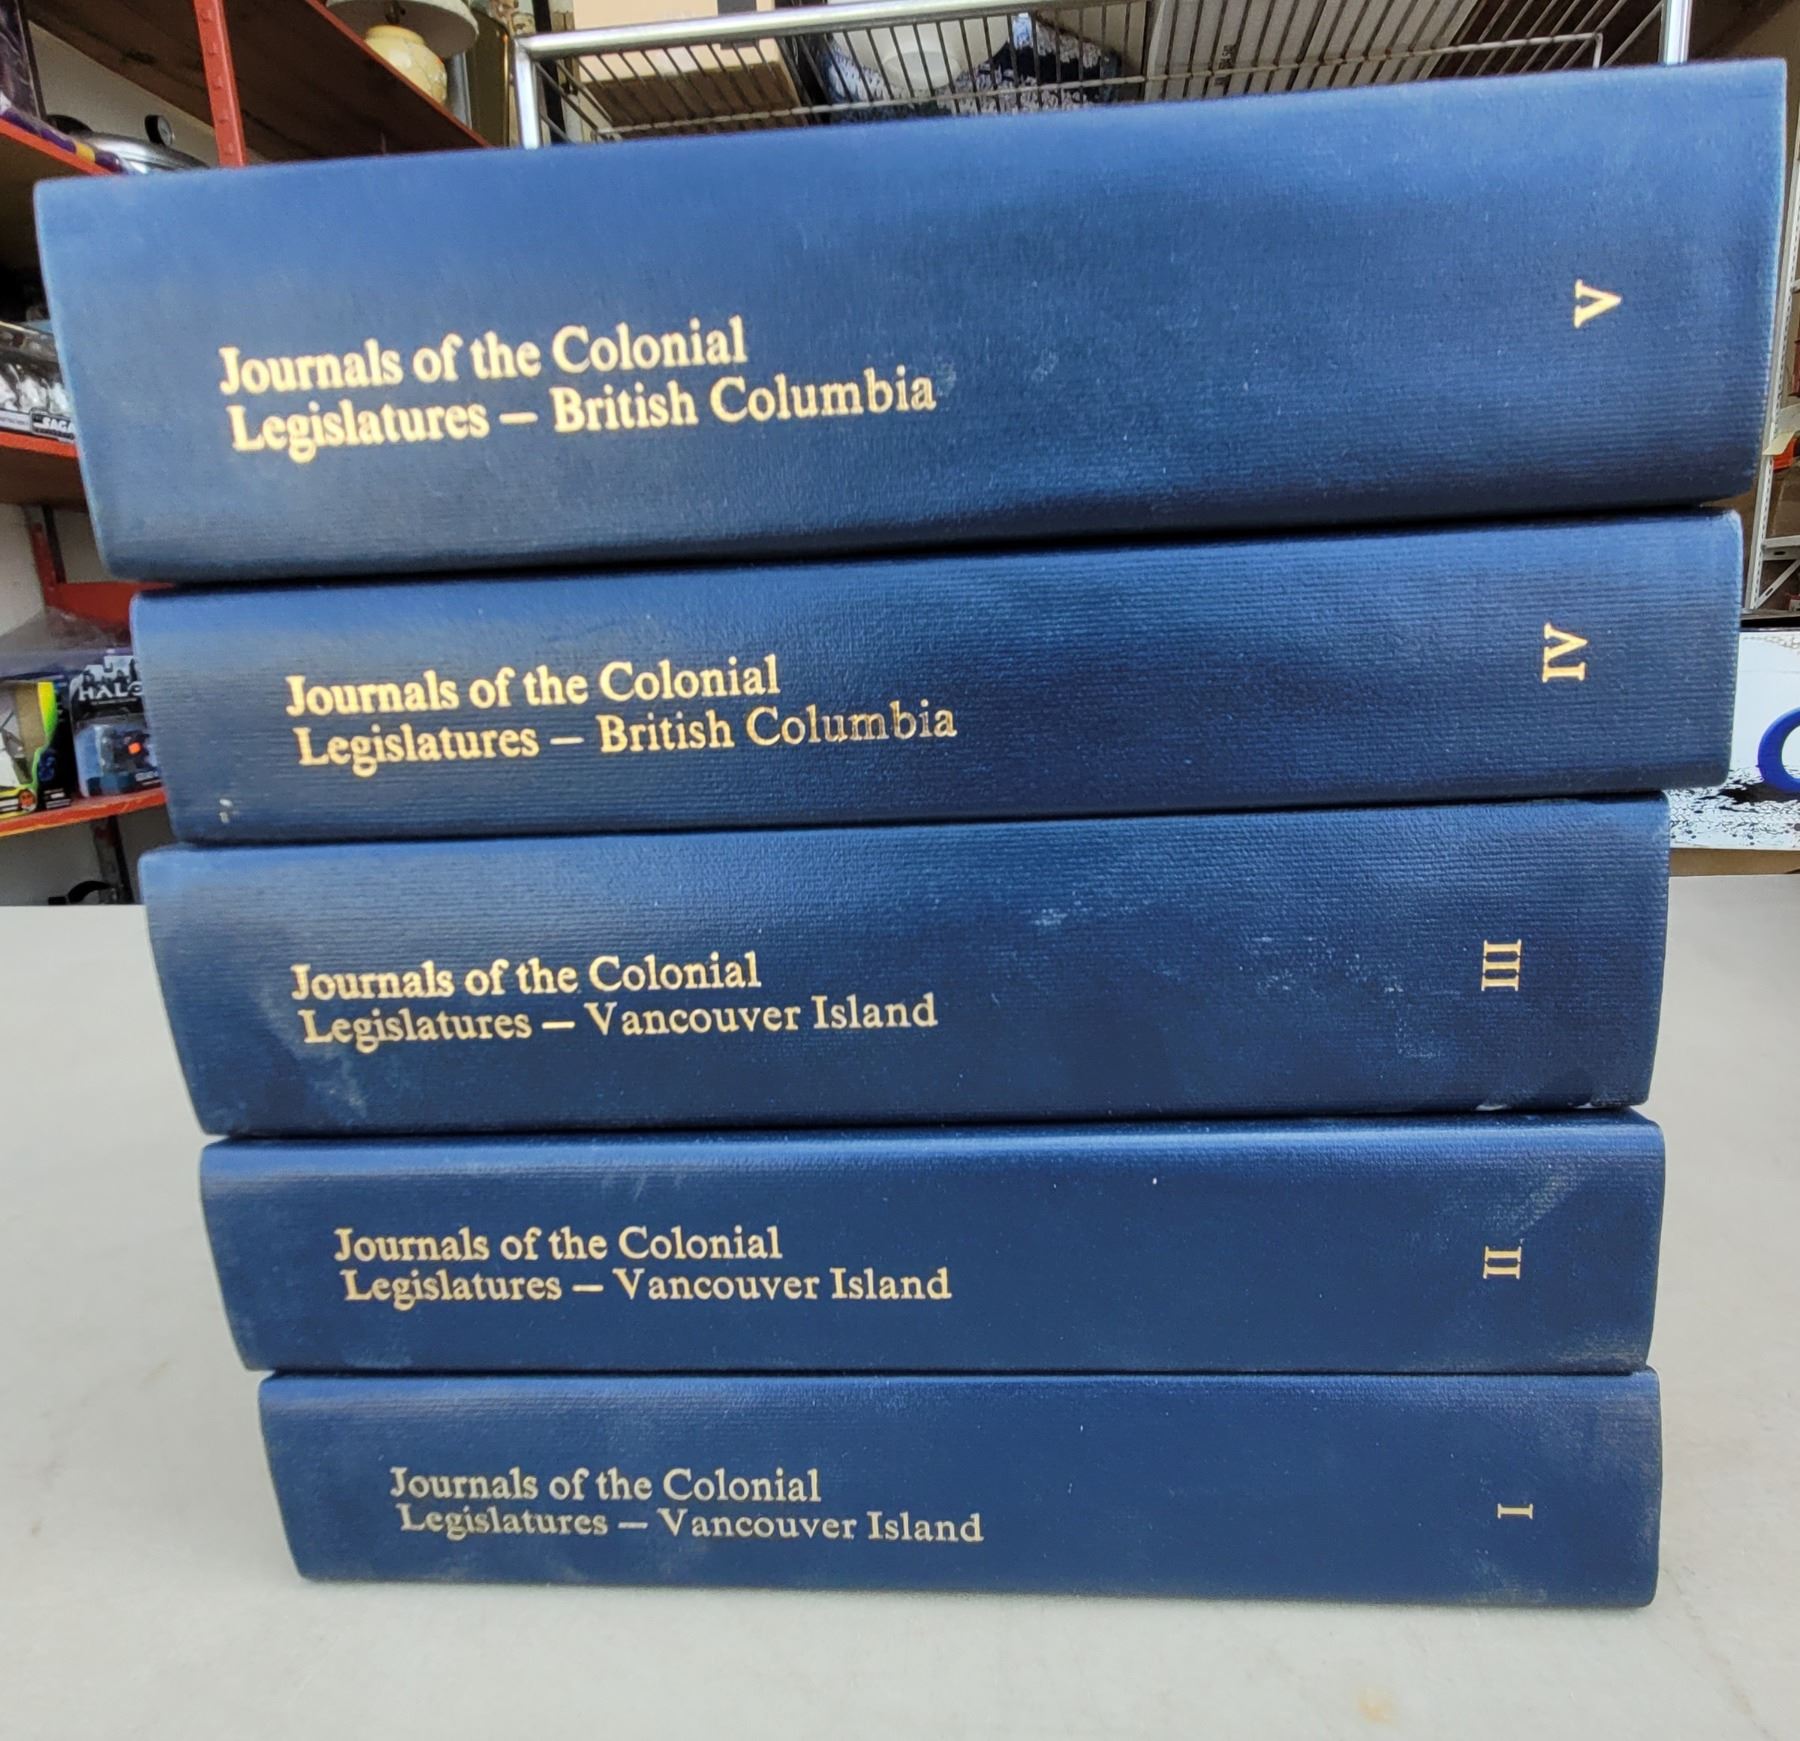 Journals of the Colonial
Legislatures – British Columbia
V
Journals of the Colonial
Legislatures – British Columbia
IV
Journals of the Colonial
Legislatures – Vancouver Island
III
Journals of the Colonial
Legislatures – Vancouver Island
II
Journals of the Colonial
Legislatures – Vancouver Island
I
HALO
SAGA